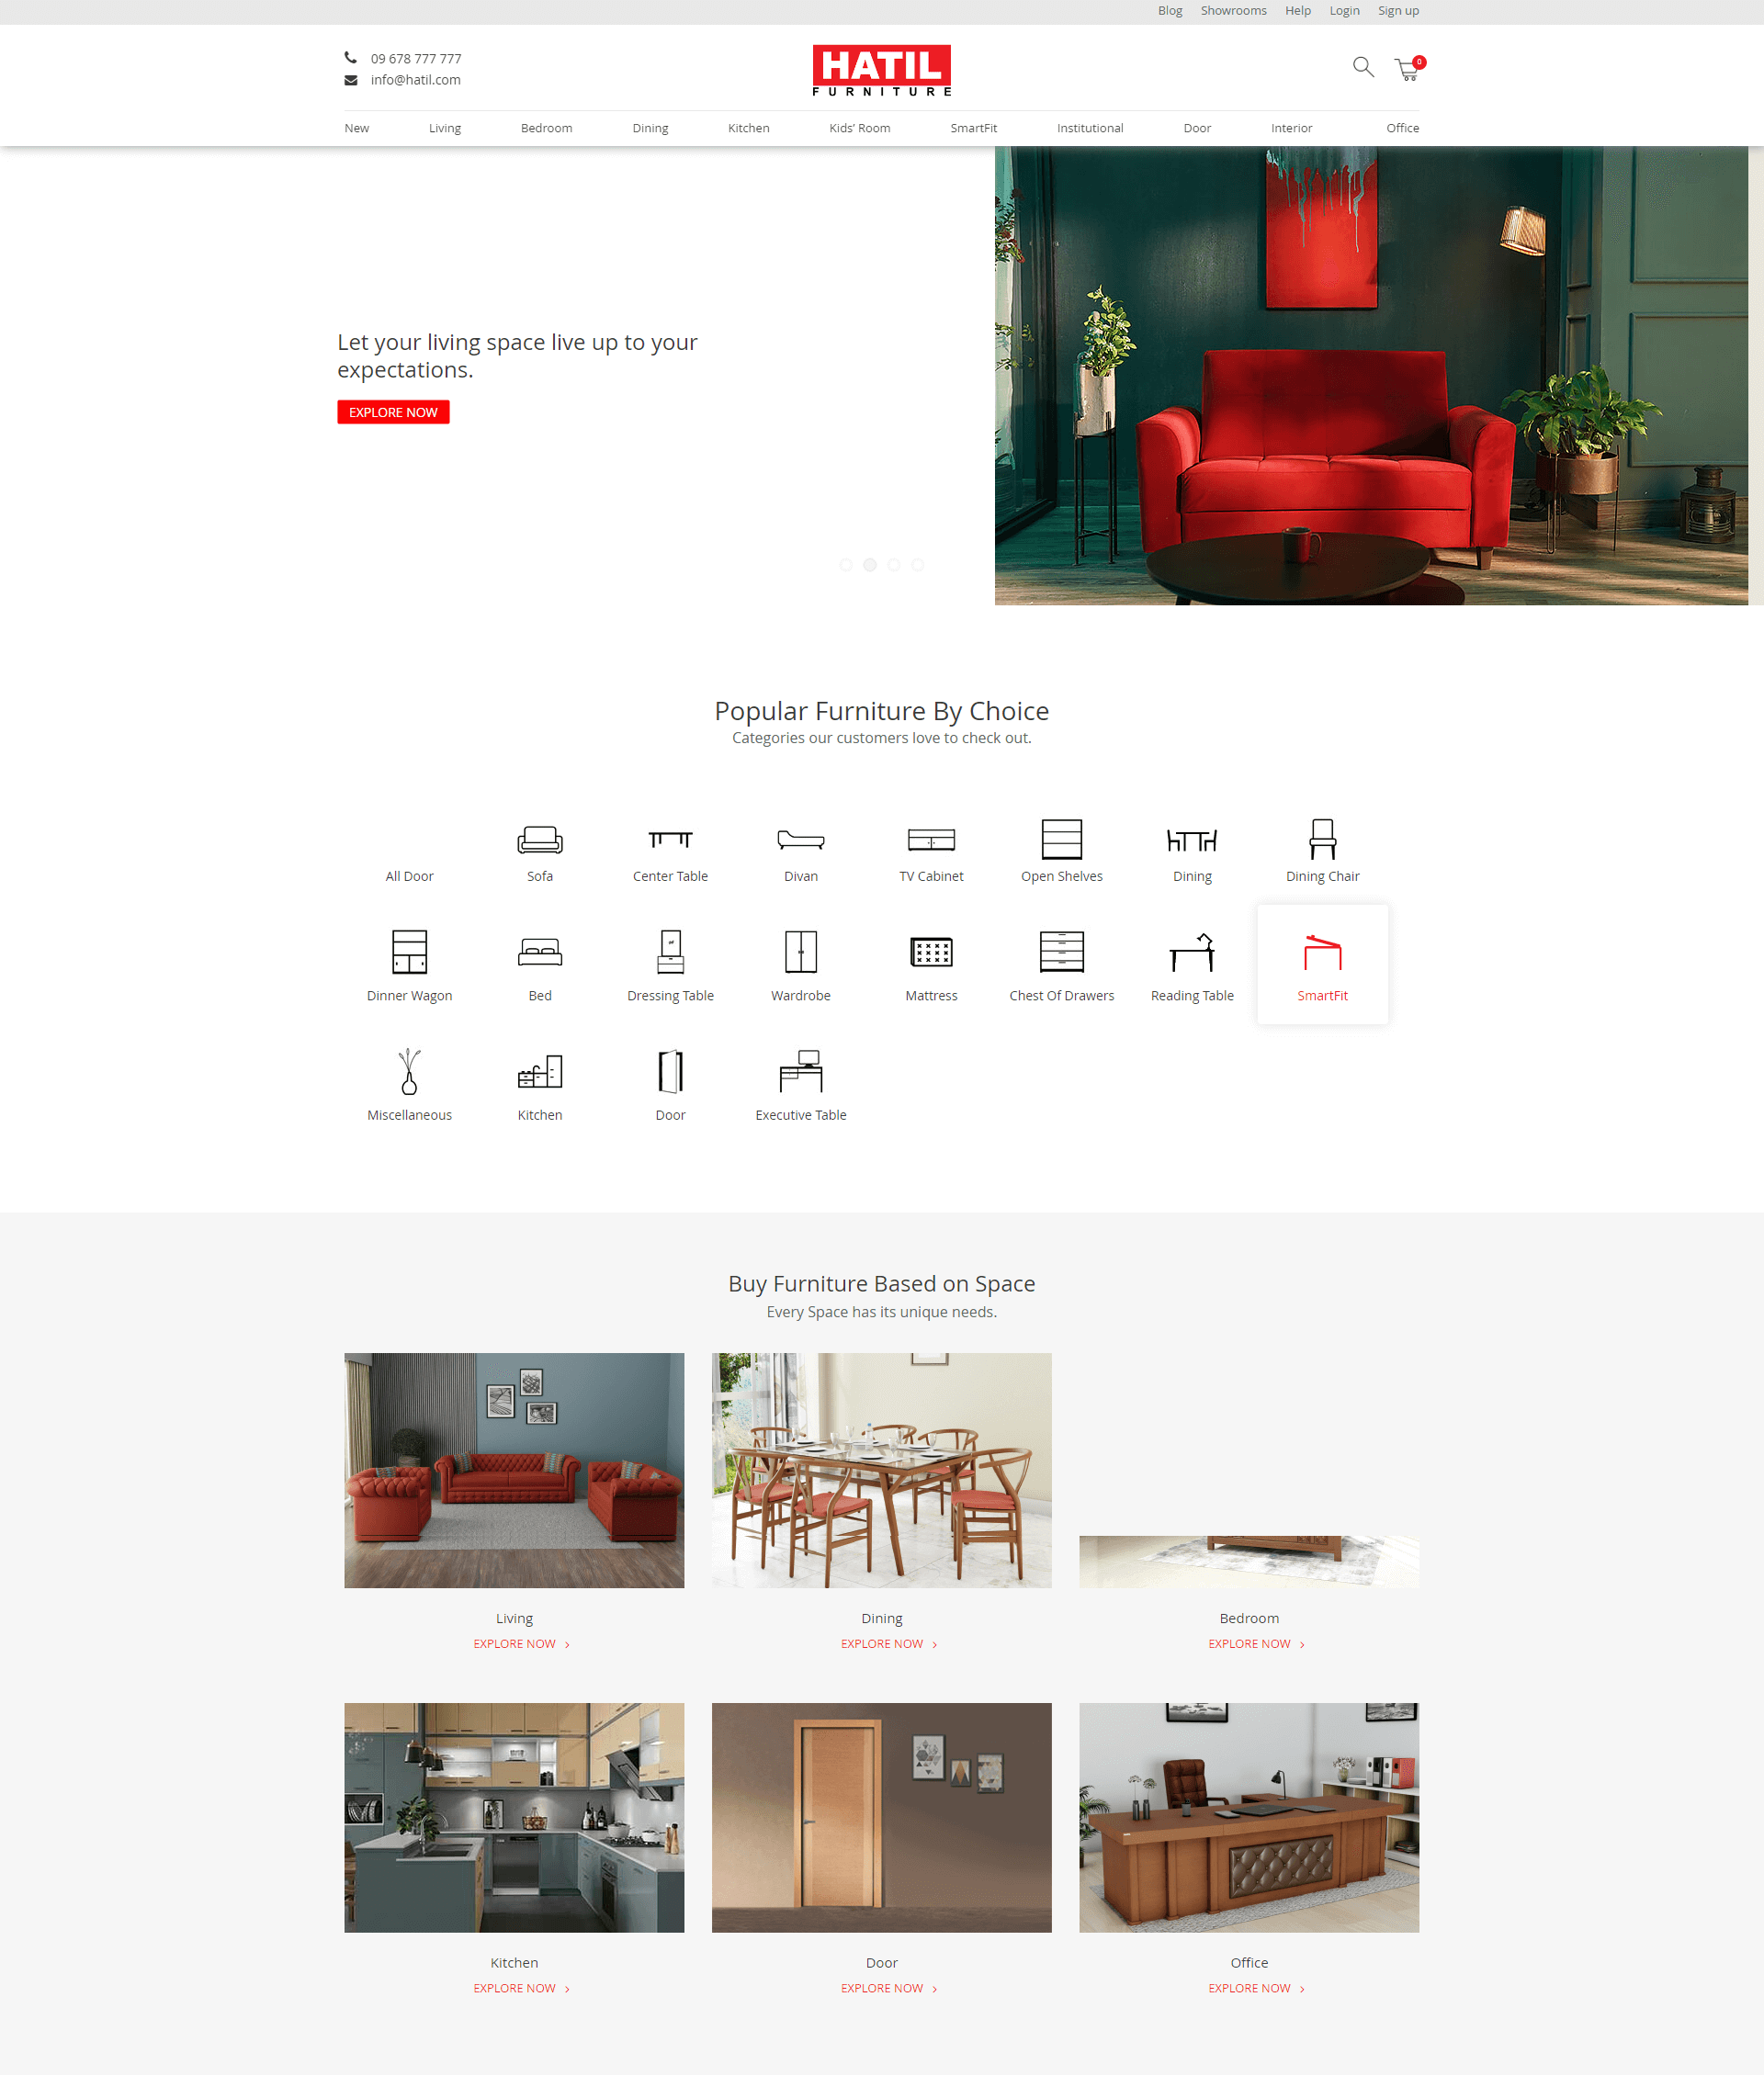 Blog Showrooms Help Login Sign up
09 678 777 777
info@hatil.com
HATIL
FURNITURE
0
New Living Bedroom Dining Kitchen Kids' Room SmartFit Institutional Door Interior Office
Let your living space live up to your
expectations.
EXPLORE NOW
Popular Furniture By Choice
Categories our customers love to check out.
All Door Sofa Center Table Divan TV Cabinet Open Shelves Dining Dining Chair
Dinner Wagon Bed Dressing Table Wardrobe Mattress Chest Of Drawers Reading Table SmartFit
Miscellaneous Kitchen Door Executive Table
Buy Furniture Based on Space
Every Space has its unique needs.
Living Dining Bedroom
EXPLORE NOW > EXPLORE NOW > EXPLORE NOW >
Kitchen Door Office
EXPLORE NOW > EXPLORE NOW > EXPLORE NOW >